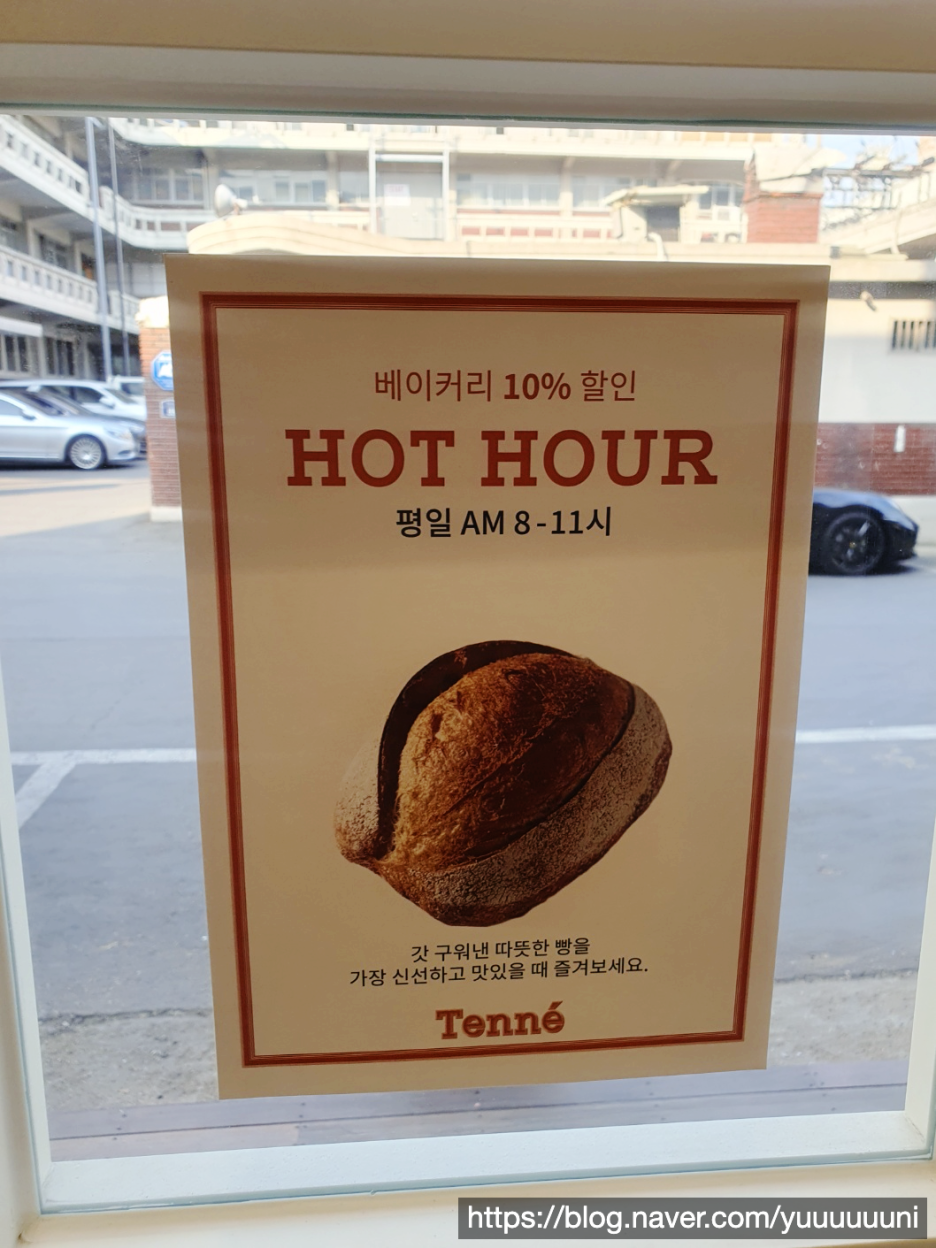 베이커리 10% 할인
HOT HOUR
평일 AM 8-11시
갓 구워낸 따뜻한 빵을
가장 신선하고 맛있을 때 즐겨보세요.
Tenné
https://blog.naver.com/yuuuuuuni